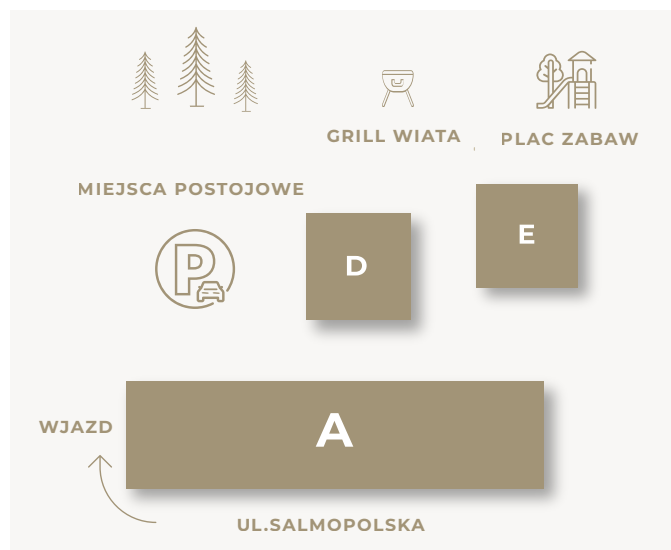 GRILL WIATA
PLAC ZABAW
MIEJSCA POSTOJOWE
P
D
E
A
WJAZD
UL.SALMOPOLSKA